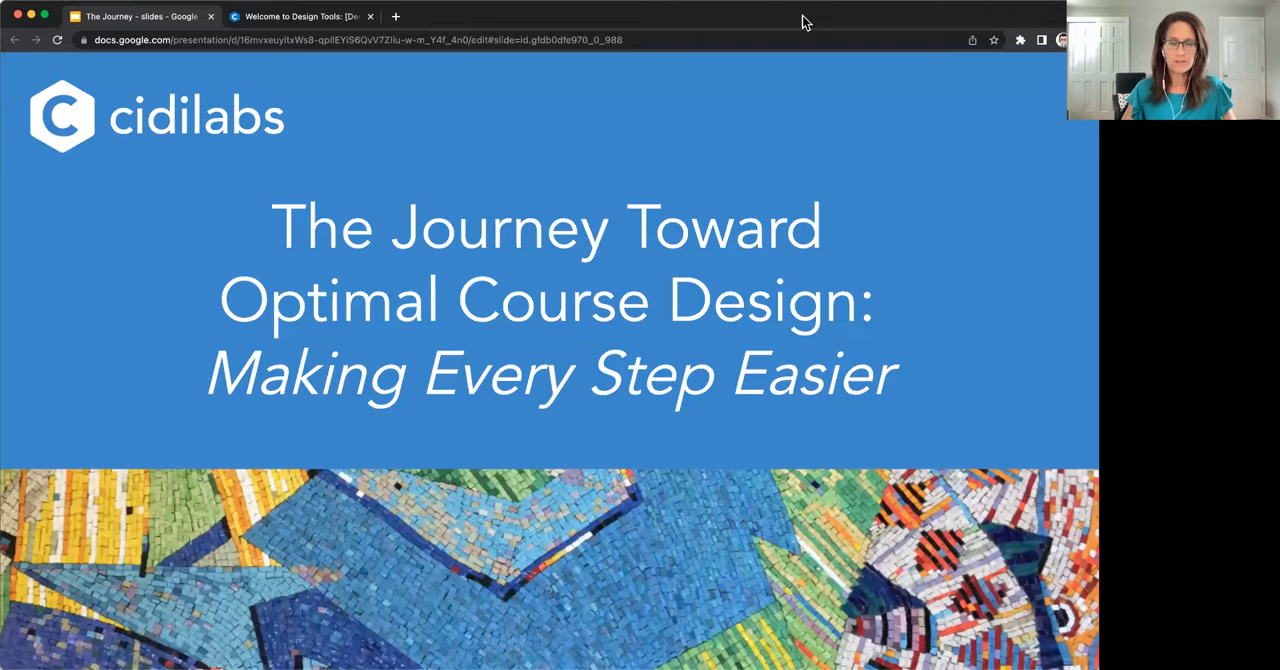 The Journey - slides - Google
Welcome to Design Tools: [De
docs.google.com/presentation/d/16mvxeuyitxWs8-qpIlEYiS6QvV7Zliu-w-m_Y4f_4n0/edit#slide=id.gfdb0dfe970_0_988
cidilabs
The Journey Toward
Optimal Course Design:
Making Every Step Easier